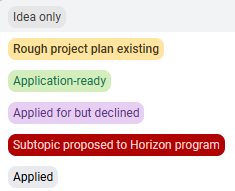 Idea only
Rough project plan existing
Application-ready
Applied for but declined
Subtopic proposed to Horizon program
Applied